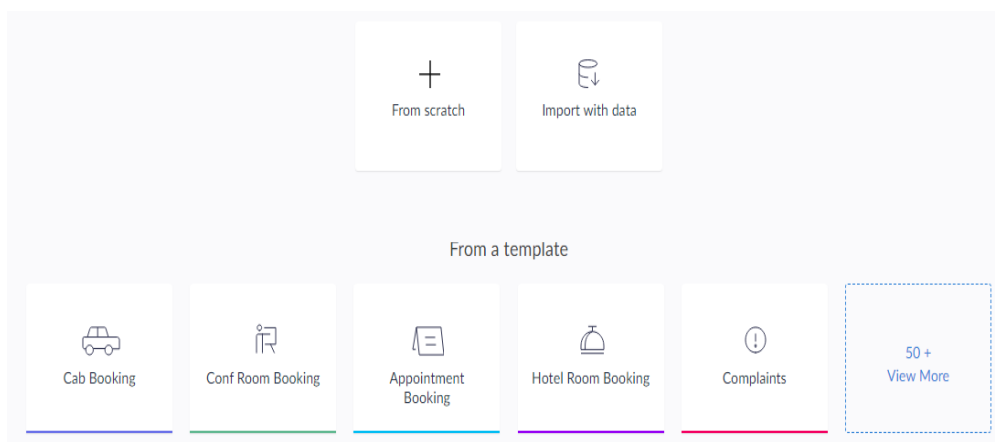 From scratch
Import with data
From a template
Cab Booking
Conf Room Booking
Appointment
Booking
Hotel Room Booking
Complaints
50 +
View More